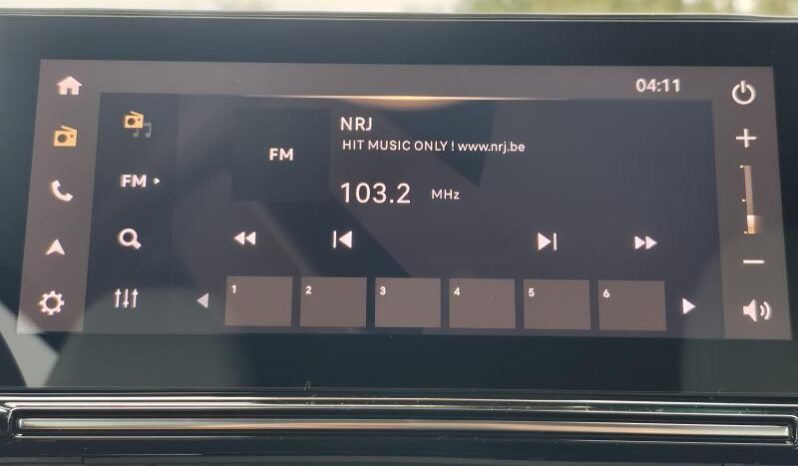 04:11
NRJ
HIT MUSIC ONLY ! www.nrj.be
FM
FM
103.2 MHz
1 2 3 4 5 6